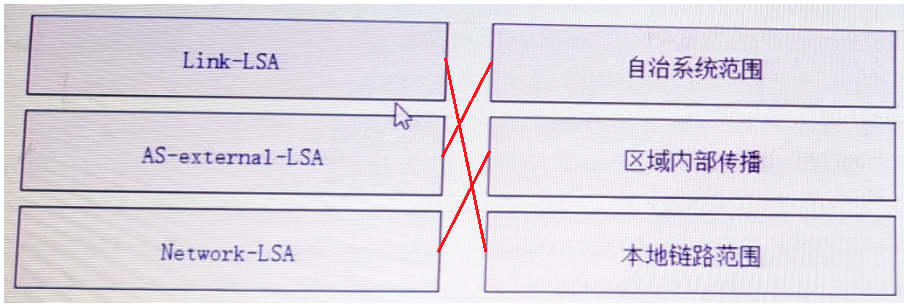 Link-LSA
自治系统范围
AS-external-LSA
区域内部传播
Network-LSA
本地链路范围